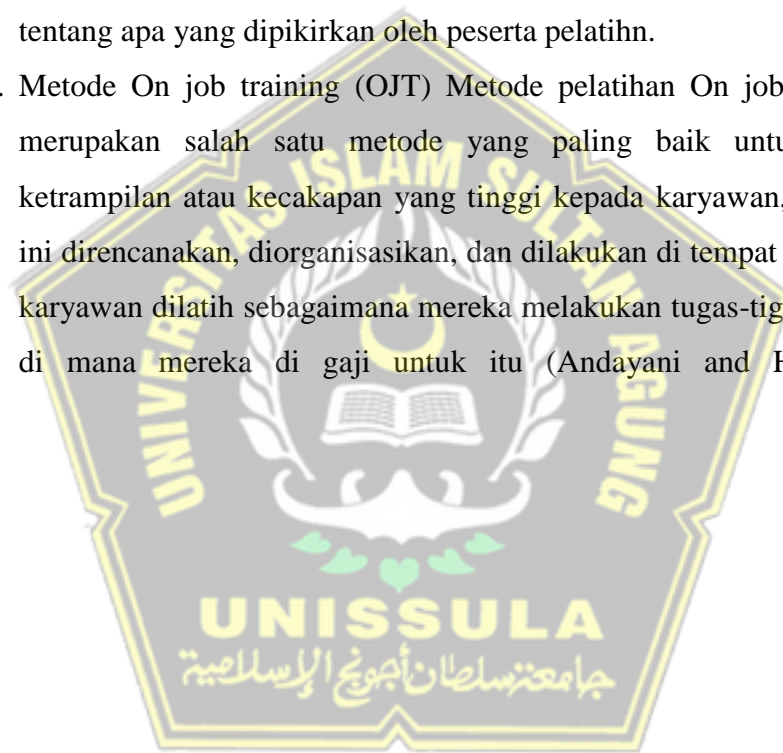 tentang apa yang dipikirkan oleh peserta pelatihn.
. Metode On job training (OJT) Metode pelatihan On job
merupakan salah satu metode yang paling baik
ketrampilan atau kecakapan yang tinggi kepada karyawan,
ini direncanakan, diorganisasikan, dan dilakukan di tempat
karyawan dilatih sebagaimana mereka melakukan tugas-tig
di mana mereka di gaji untuk itu (Andayani and
UNIVERSITAS ISLAM SULTAN AGUNG
UNISSULA
جامعة سلطان أجونج الإسلامية